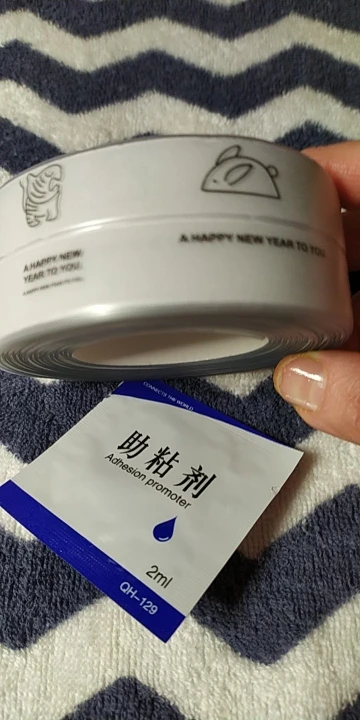 A HAPPY NEW
YEAR TO YOU.
A HAPPY NEW YEAR TO YOU
CONNECTS THE WORLD
助粘剂
Adhesion promoter
2ml
QH-129